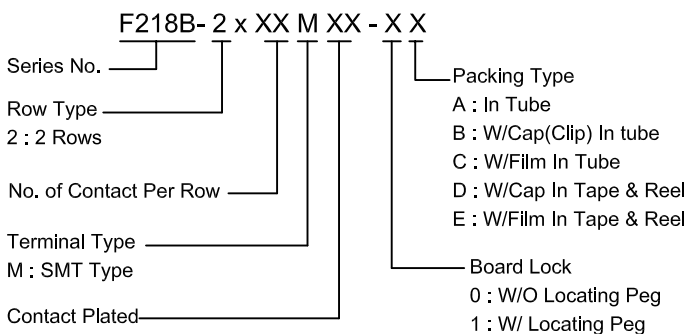 F218B- 2 x XX M XX - X X
Series No.
Row Type
2 : 2 Rows
No. of Contact Per Row
Terminal Type
M : SMT Type
Contact Plated
Packing Type
A : In Tube
B : W/Cap(Clip) In tube
C : W/Film In Tube
D : W/Cap In Tape & Reel
E : W/Film In Tape & Reel
Board Lock
0 : W/O Locating Peg
1 : W/ Locating Peg